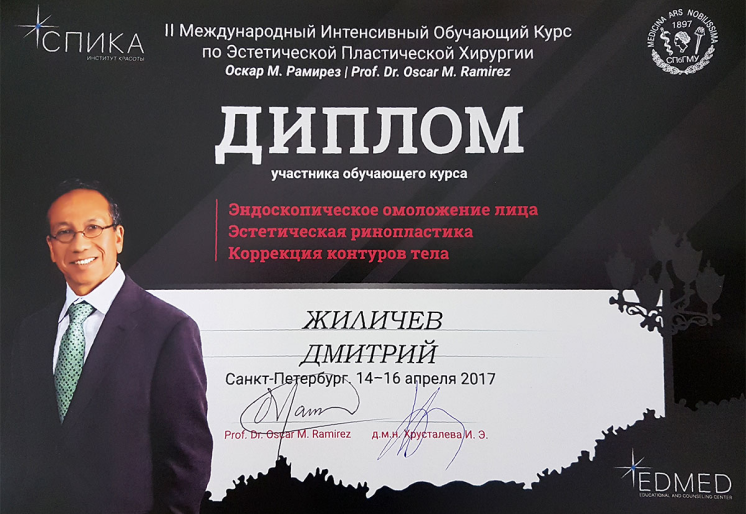 СПИКА
ИНСТИТУТ КРАСОТЫ
II Международный Интенсивный Обучающий Курс
по Эстетической Пластической Хирургии
Оскар М. Рамирез | Prof. Dr. Oscar M. Ramirez
MEDICINA ARS NOBILISSIMA
1897
СПбГМУ
ДИПЛОМ
участника обучающего курса
Эндоскопическое омоложение лица
Эстетическая ринопластика
Коррекция контуров тела
ЖИЛИЧЕВ
ДМИТРИЙ
Санкт-Петербург, 14–16 апреля 2017
Prof. Dr. Oscar M. Ramirez
д.м.н. Хрусталева И. Э.
EDMED
EDUCATIONAL AND COUNSELING CENTER